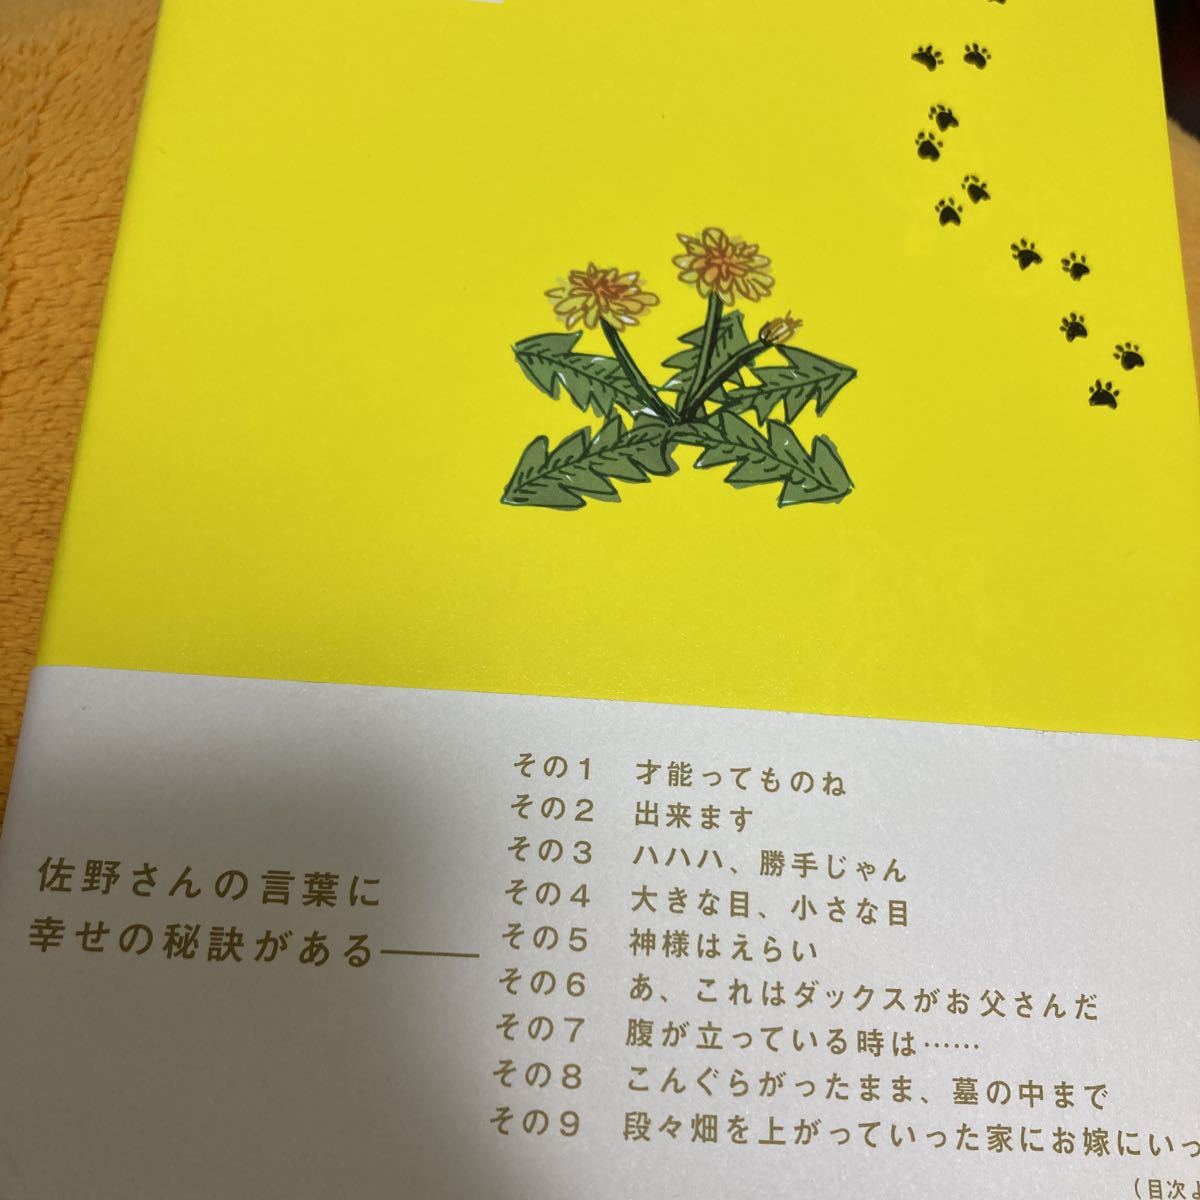 佐野さんの言葉に
幸せの秘訣がある――
その1 才能ってものね
その2 出来ます
その3 ハハハ、勝手じゃん
その4 大きな目、小さな目
その5 神様はえらい
その6 あ、これはダックスがお父さんだ
その7 腹が立っている時は……
その8 こんぐらがったまま、墓の中まで
その9 段々畑を上がっていった家にお嫁にいっ
(目次よ